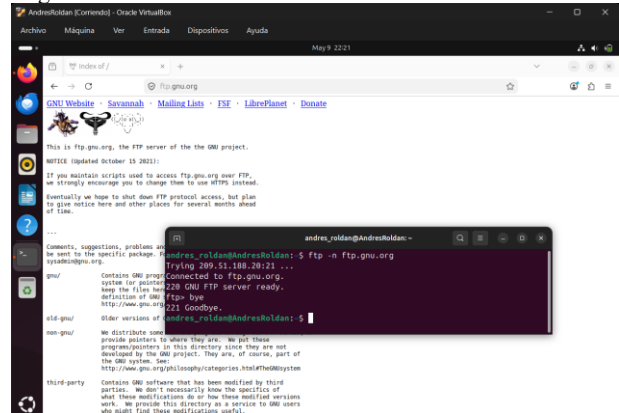 AndresRoldan [Corriendo] - Oracle VirtualBox
Archivo Máquina Ver Entrada Dispositivos Ayuda
May 9 22:21
Index of /
ftp.gnu.org
GNU Website · Savannah · Mailing Lists · FSF · LibrePlanet · Donate
This is ftp.gnu.org, the FTP server of the the GNU project.
NOTICE (Updated October 15 2021):
If you maintain scripts used to access ftp.gnu.org over FTP,
we strongly encourage you to change them to use HTTPS instead.
Eventually we hope to shut down FTP protocol access, but plan
to give notice here and other places for several months ahead
of time.
---
Comments, suggestions, problems and
be sent to the specific package.
sysadmin@gnu.org.
gnu/ Contains GNU progr
system (or pointers
keep the files her
definition of GNU
http://www.gnu.org
old-gnu/ Older versions of
non-gnu/ We distribute some
provide pointers to where they are. We put these
programs/pointers in this directory since they are not
developed by the GNU project. They are, of course, part of
the GNU system. See:
http://www.gnu.org/philosophy/categories.html#TheGNUsystem
third-party Contains GNU software that has been modified by third
parties. We don't necessarily know the specifics of
what these modifications do or how these modified versions
work. We provide this directory as a service to GNU users
who might find these modifications useful.
andres_roldan@AndresRoldan: ~
andres_roldan@AndresRoldan:~$ ftp -n ftp.gnu.org
Trying 209.51.188.20:21 ...
Connected to ftp.gnu.org.
220 GNU FTP server ready.
ftp> bye
221 Goodbye.
andres_roldan@AndresRoldan:~$